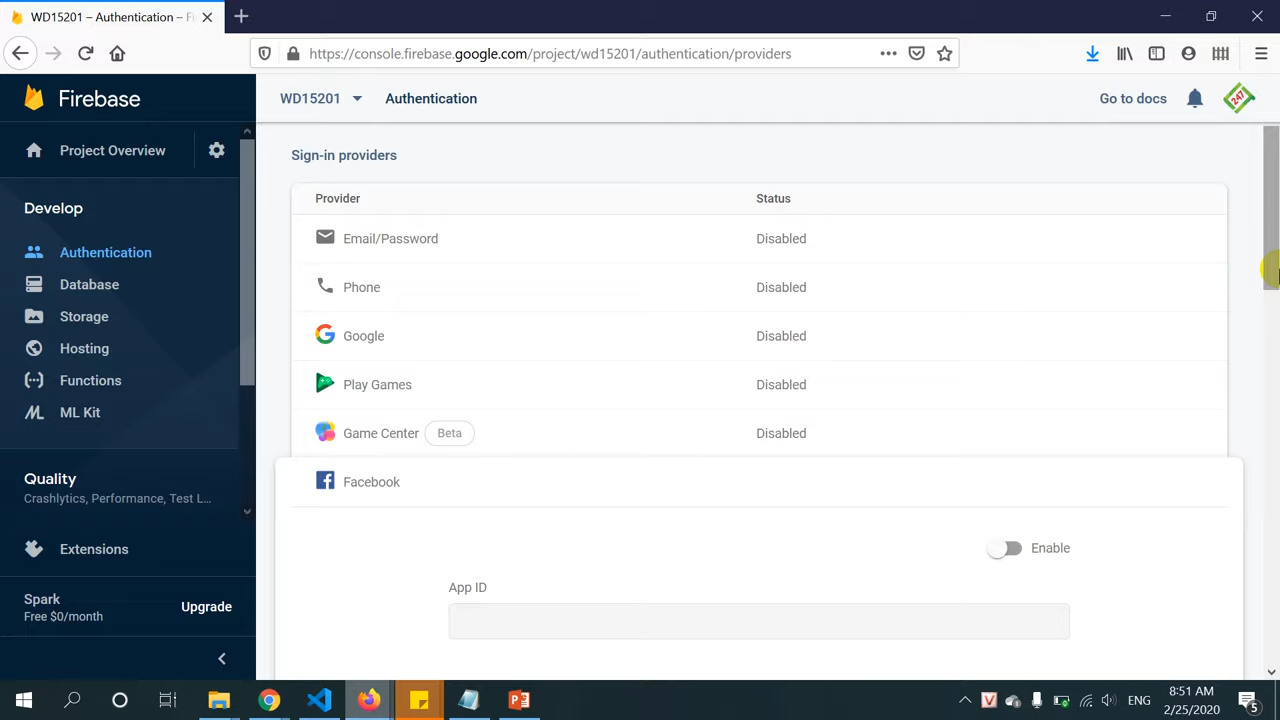 WD15201 – Authentication – Fi
https://console.firebase.google.com/project/wd15201/authentication/providers
Firebase
WD15201
Authentication
Go to docs
247
Project Overview
Develop
Authentication
Database
Storage
Hosting
Functions
ML Kit
Quality
Crashlytics, Performance, Test L...
Extensions
Spark
Free $0/month
Upgrade
Sign-in providers
Provider Status
Email/Password Disabled
Phone Disabled
Google Disabled
Play Games Disabled
Game Center Beta Disabled
Facebook
Enable
App ID
ENG
8:51 AM
2/25/2020
5